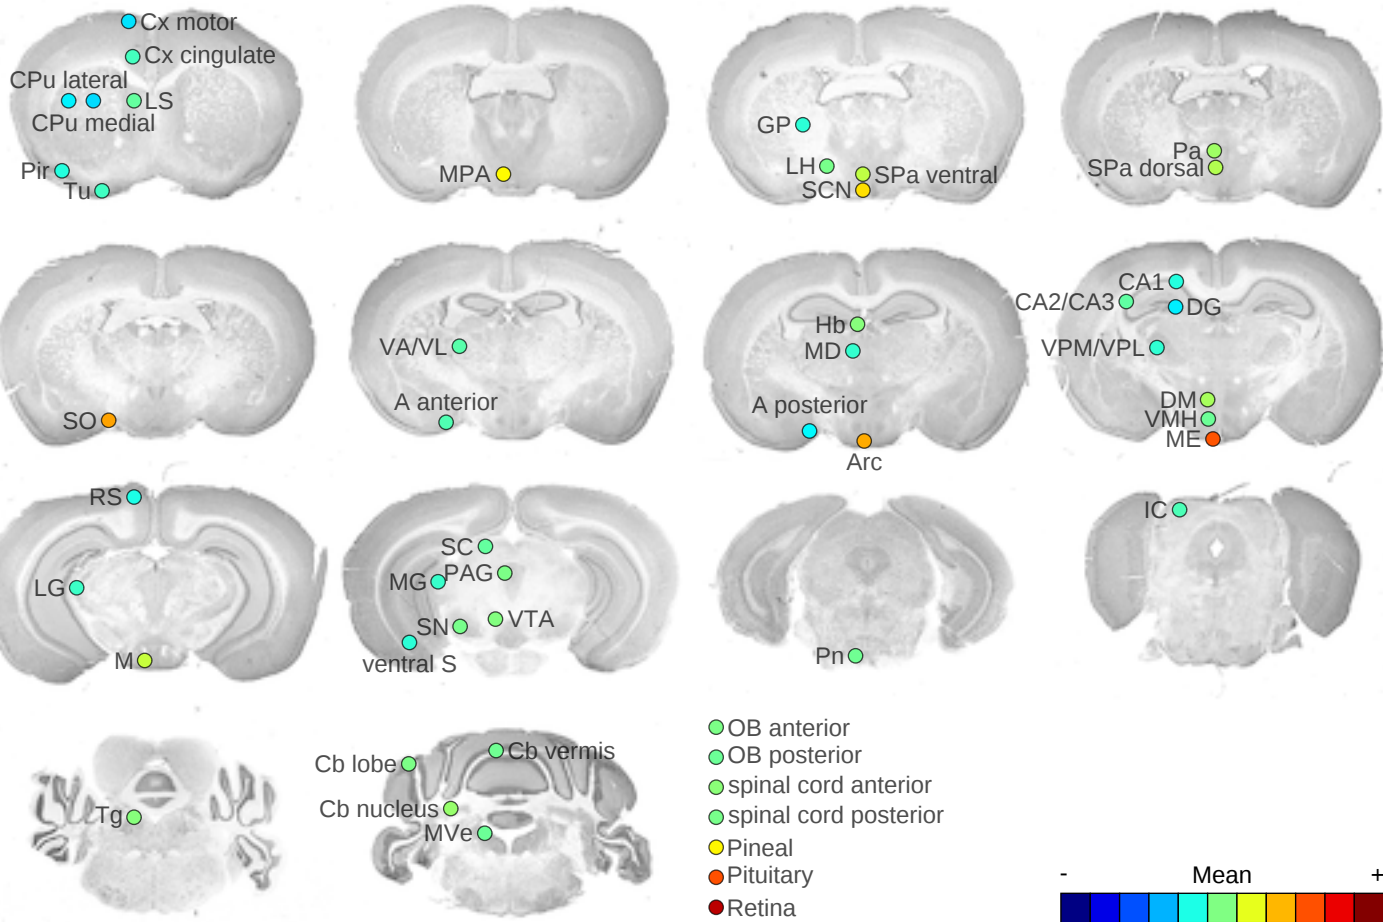 Cx motor
Cx cingulate
CPu lateral
LS
CPu medial
Pir
Tu
MPA
GP
LH
SPa ventral
SCN
Pa
SPa dorsal
SO
VA/VL
A anterior
Hb
MD
A posterior
Arc
CA1
CA2/CA3
DG
VPM/VPL
DM
VMH
ME
RS
LG
M
SC
MG
PAG
SN
VTA
ventral S
Pn
IC
Tg
Cb lobe
Cb vermis
Cb nucleus
MVe
OB anterior
OB posterior
spinal cord anterior
spinal cord posterior
Pineal
Pituitary
Retina
- Mean +